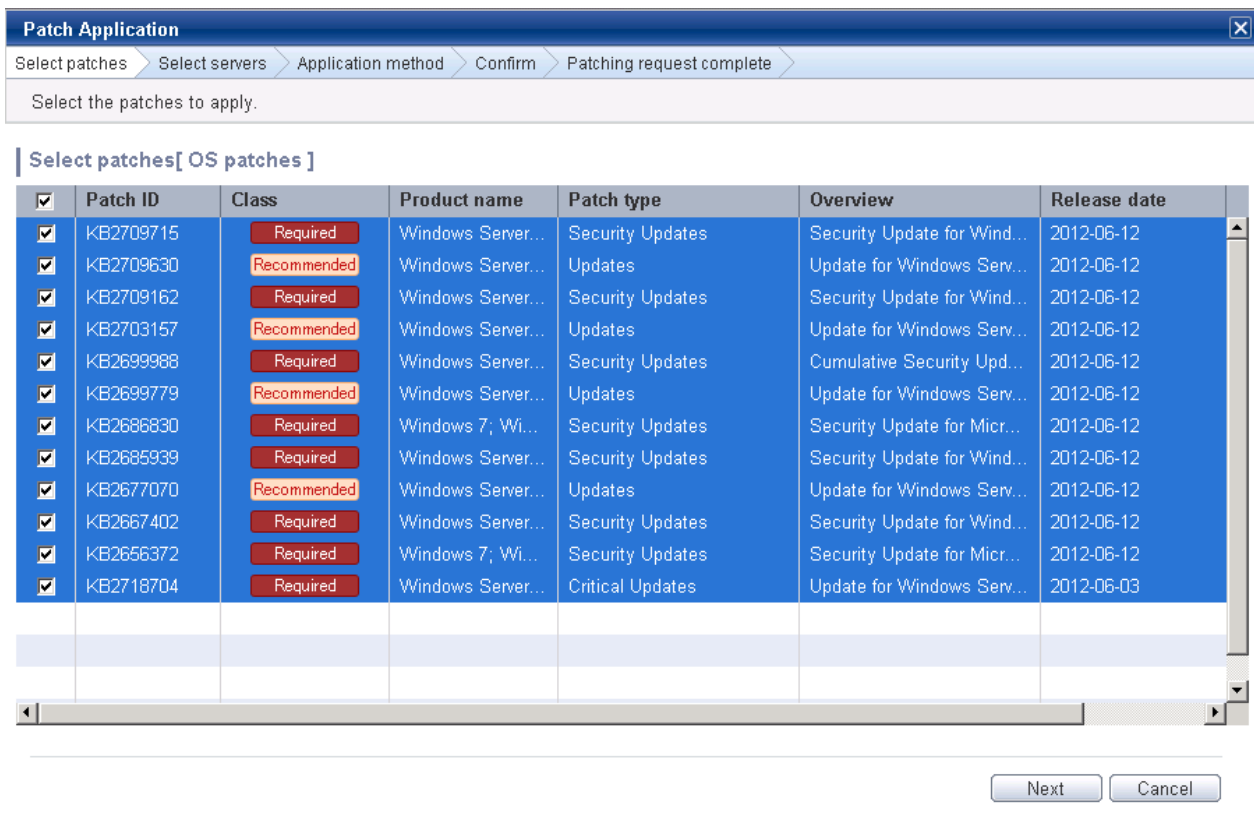 Patch Application
Select patches Select servers Application method Confirm Patching request complete
Select the patches to apply.
Select patches[ OS patches ]
Patch ID Class Product name Patch type Overview Release date
KB2709715 Required Windows Server... Security Updates Security Update for Wind... 2012-06-12
KB2709630 Recommended Windows Server... Updates Update for Windows Serv... 2012-06-12
KB2709162 Required Windows Server... Security Updates Security Update for Wind... 2012-06-12
KB2703157 Recommended Windows Server... Updates Update for Windows Serv... 2012-06-12
KB2699988 Required Windows Server... Security Updates Cumulative Security Upd... 2012-06-12
KB2699779 Recommended Windows Server... Updates Update for Windows Serv... 2012-06-12
KB2686830 Required Windows 7; Wi... Security Updates Security Update for Micr... 2012-06-12
KB2685939 Required Windows Server... Security Updates Security Update for Wind... 2012-06-12
KB2677070 Recommended Windows Server... Updates Update for Windows Serv... 2012-06-12
KB2667402 Required Windows Server... Security Updates Security Update for Wind... 2012-06-12
KB2656372 Required Windows 7; Wi... Security Updates Security Update for Micr... 2012-06-12
KB2718704 Required Windows Server... Critical Updates Update for Windows Serv... 2012-06-03
Next Cancel